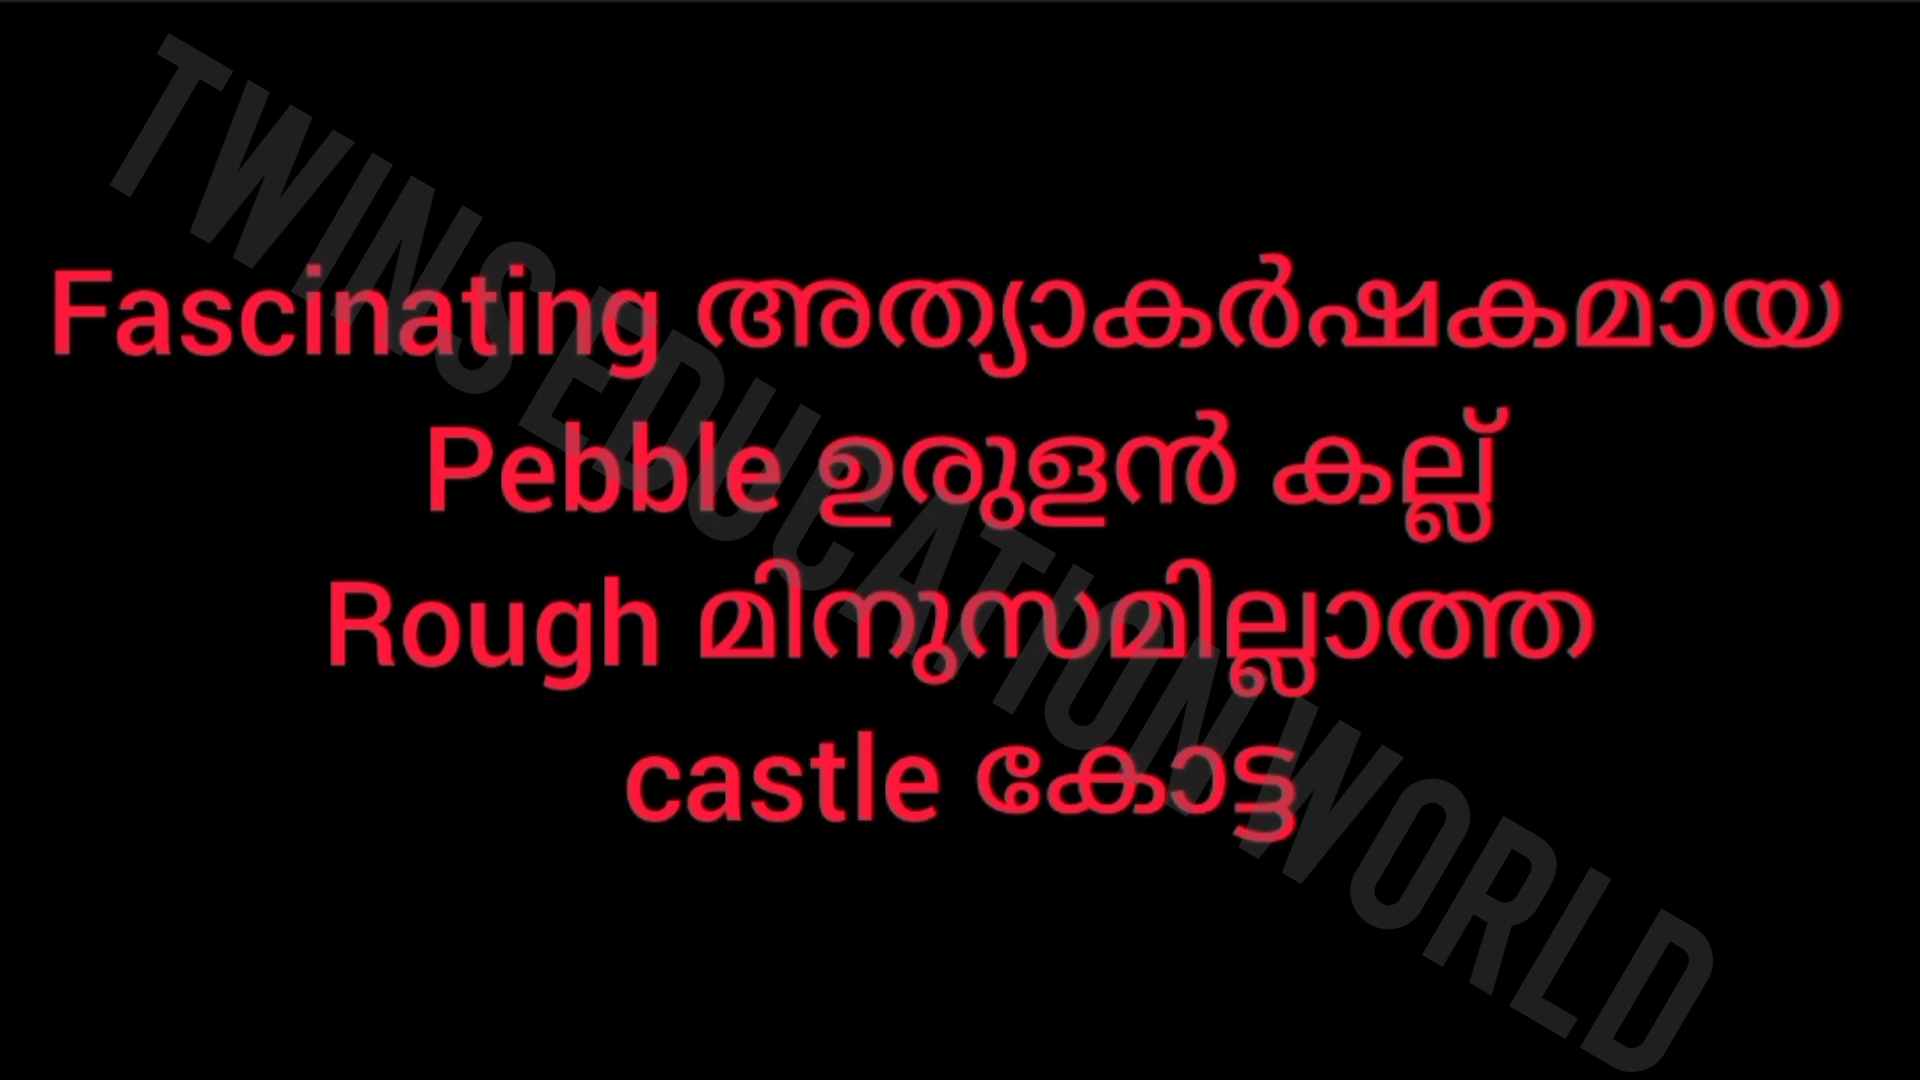 Fascinating അത്യാകർഷകമായ
Pebble ഉരുളൻ കല്ല്
Rough മിനുസമില്ലാത്ത
castle കോട്ട
TWINS EDUCATION WORLD